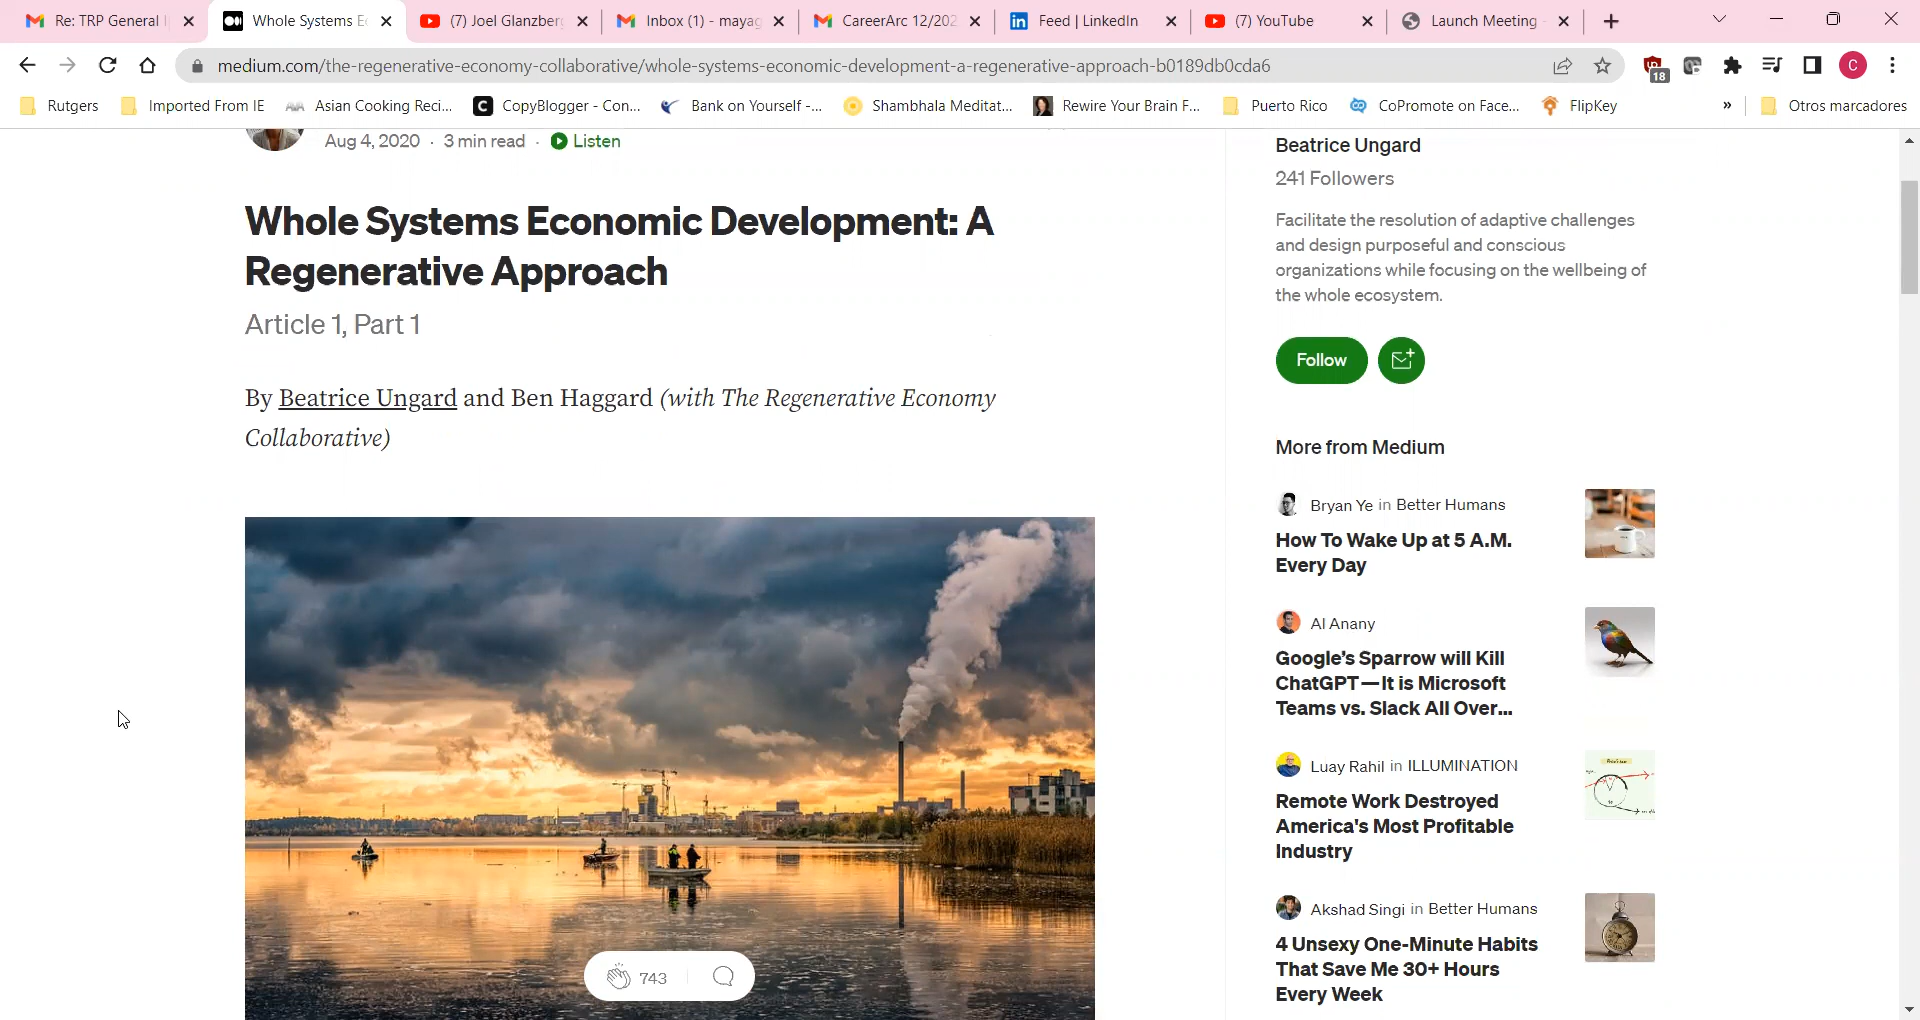 Re: TRP General I
Whole Systems E
(7) Joel Glanzber
Inbox (1) - mayag
CareerArc 12/202
Feed | LinkedIn
(7) YouTube
Launch Meeting
medium.com/the-regenerative-economy-collaborative/whole-systems-economic-development-a-regenerative-approach-b0189db0cda6
18
C
Rutgers
Imported From IE
Asian Cooking Reci...
CopyBlogger - Con...
Bank on Yourself -...
Shambhala Meditat...
Rewire Your Brain F...
Puerto Rico
CoPromote on Face...
FlipKey
»
Otros marcadores
Aug 4, 2020 · 3 min read · Listen
Whole Systems Economic Development: A
Regenerative Approach
Article 1, Part 1
By Beatrice Ungard and Ben Haggard (with The Regenerative Economy
Collaborative)
743
Beatrice Ungard
241 Followers
Facilitate the resolution of adaptive challenges
and design purposeful and conscious
organizations while focusing on the wellbeing of
the whole ecosystem.
Follow
More from Medium
Bryan Ye in Better Humans
How To Wake Up at 5 A.M.
Every Day
Al Anany
Google's Sparrow will Kill
ChatGPT—It is Microsoft
Teams vs. Slack All Over...
Luay Rahil in ILLUMINATION
Remote Work Destroyed
America's Most Profitable
Industry
Akshad Singi in Better Humans
4 Unsexy One-Minute Habits
That Save Me 30+ Hours
Every Week